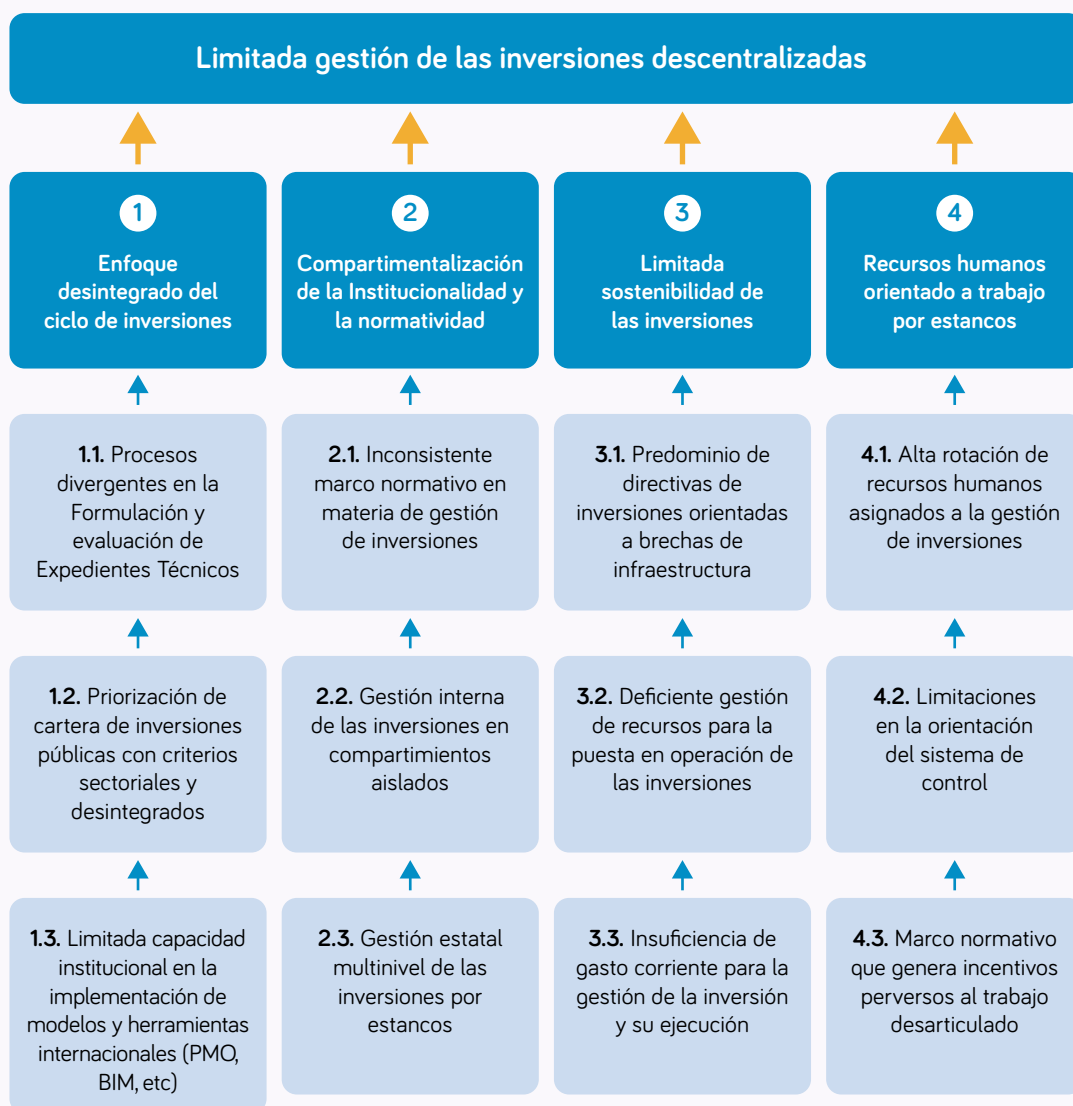 Limitada gestión de las inversiones descentralizadas
1
Enfoque
desintegrado del
ciclo de inversiones
2
Compartimentalización
de la Institucionalidad y
la normatividad
3
Limitada
sostenibilidad de
las inversiones
4
Recursos humanos
orientado a trabajo
por estancos
1.1. Procesos
divergentes en la
Formulación y
evaluación de
Expedientes Técnicos
2.1. Inconsistente
marco normativo en
materia de gestión
de inversiones
3.1. Predominio de
directivas de
inversiones orientadas
a brechas de
infraestructura
4.1. Alta rotación de
recursos humanos
asignados a la gestión
de inversiones
1.2. Priorización de
cartera de inversiones
públicas con criterios
sectoriales y
desintegrados
2.2. Gestión interna
de las inversiones en
compartimientos
aislados
3.2. Deficiente gestión
de recursos para la
puesta en operación de
las inversiones
4.2. Limitaciones
en la orientación
del sistema de
control
1.3. Limitada capacidad
institucional en la
implementación de
modelos y herramientas
internacionales (PMO,
BIM, etc)
2.3. Gestión estatal
multinivel de las
inversiones por
estancos
3.3. Insuficiencia de
gasto corriente para la
gestión de la inversión
y su ejecución
4.3. Marco normativo
que genera incentivos
perversos al trabajo
desarticulado